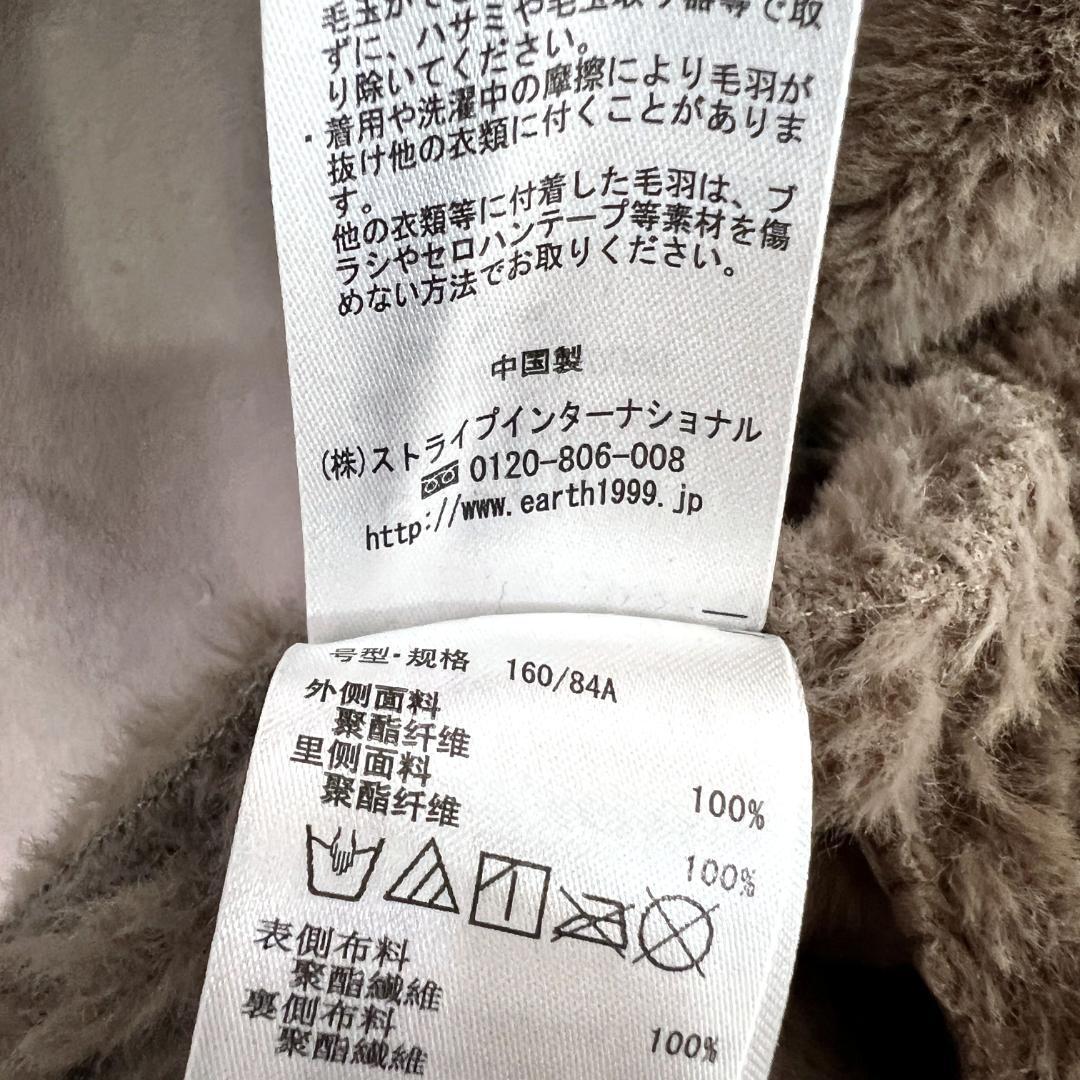 ずに、ハサミや毛玉取り器等で取
り除いてください。
・着用や洗濯中の摩擦により毛羽が
抜け他の衣類に付くことがありま
す。
他の衣類等に付着した毛羽は、ブ
ラシやセロハンテープ等素材を傷
めない方法でお取りください。
中国製
(株)ストライプインターナショナル
0120-806-008
http://www.earth1999.jp
号型·规格 160/84A
外侧面料
聚酯纤维 100%
里侧面料
聚酯纤维 100%
表側布料
聚酯纖維 100%
裏側布料
聚酯纖維